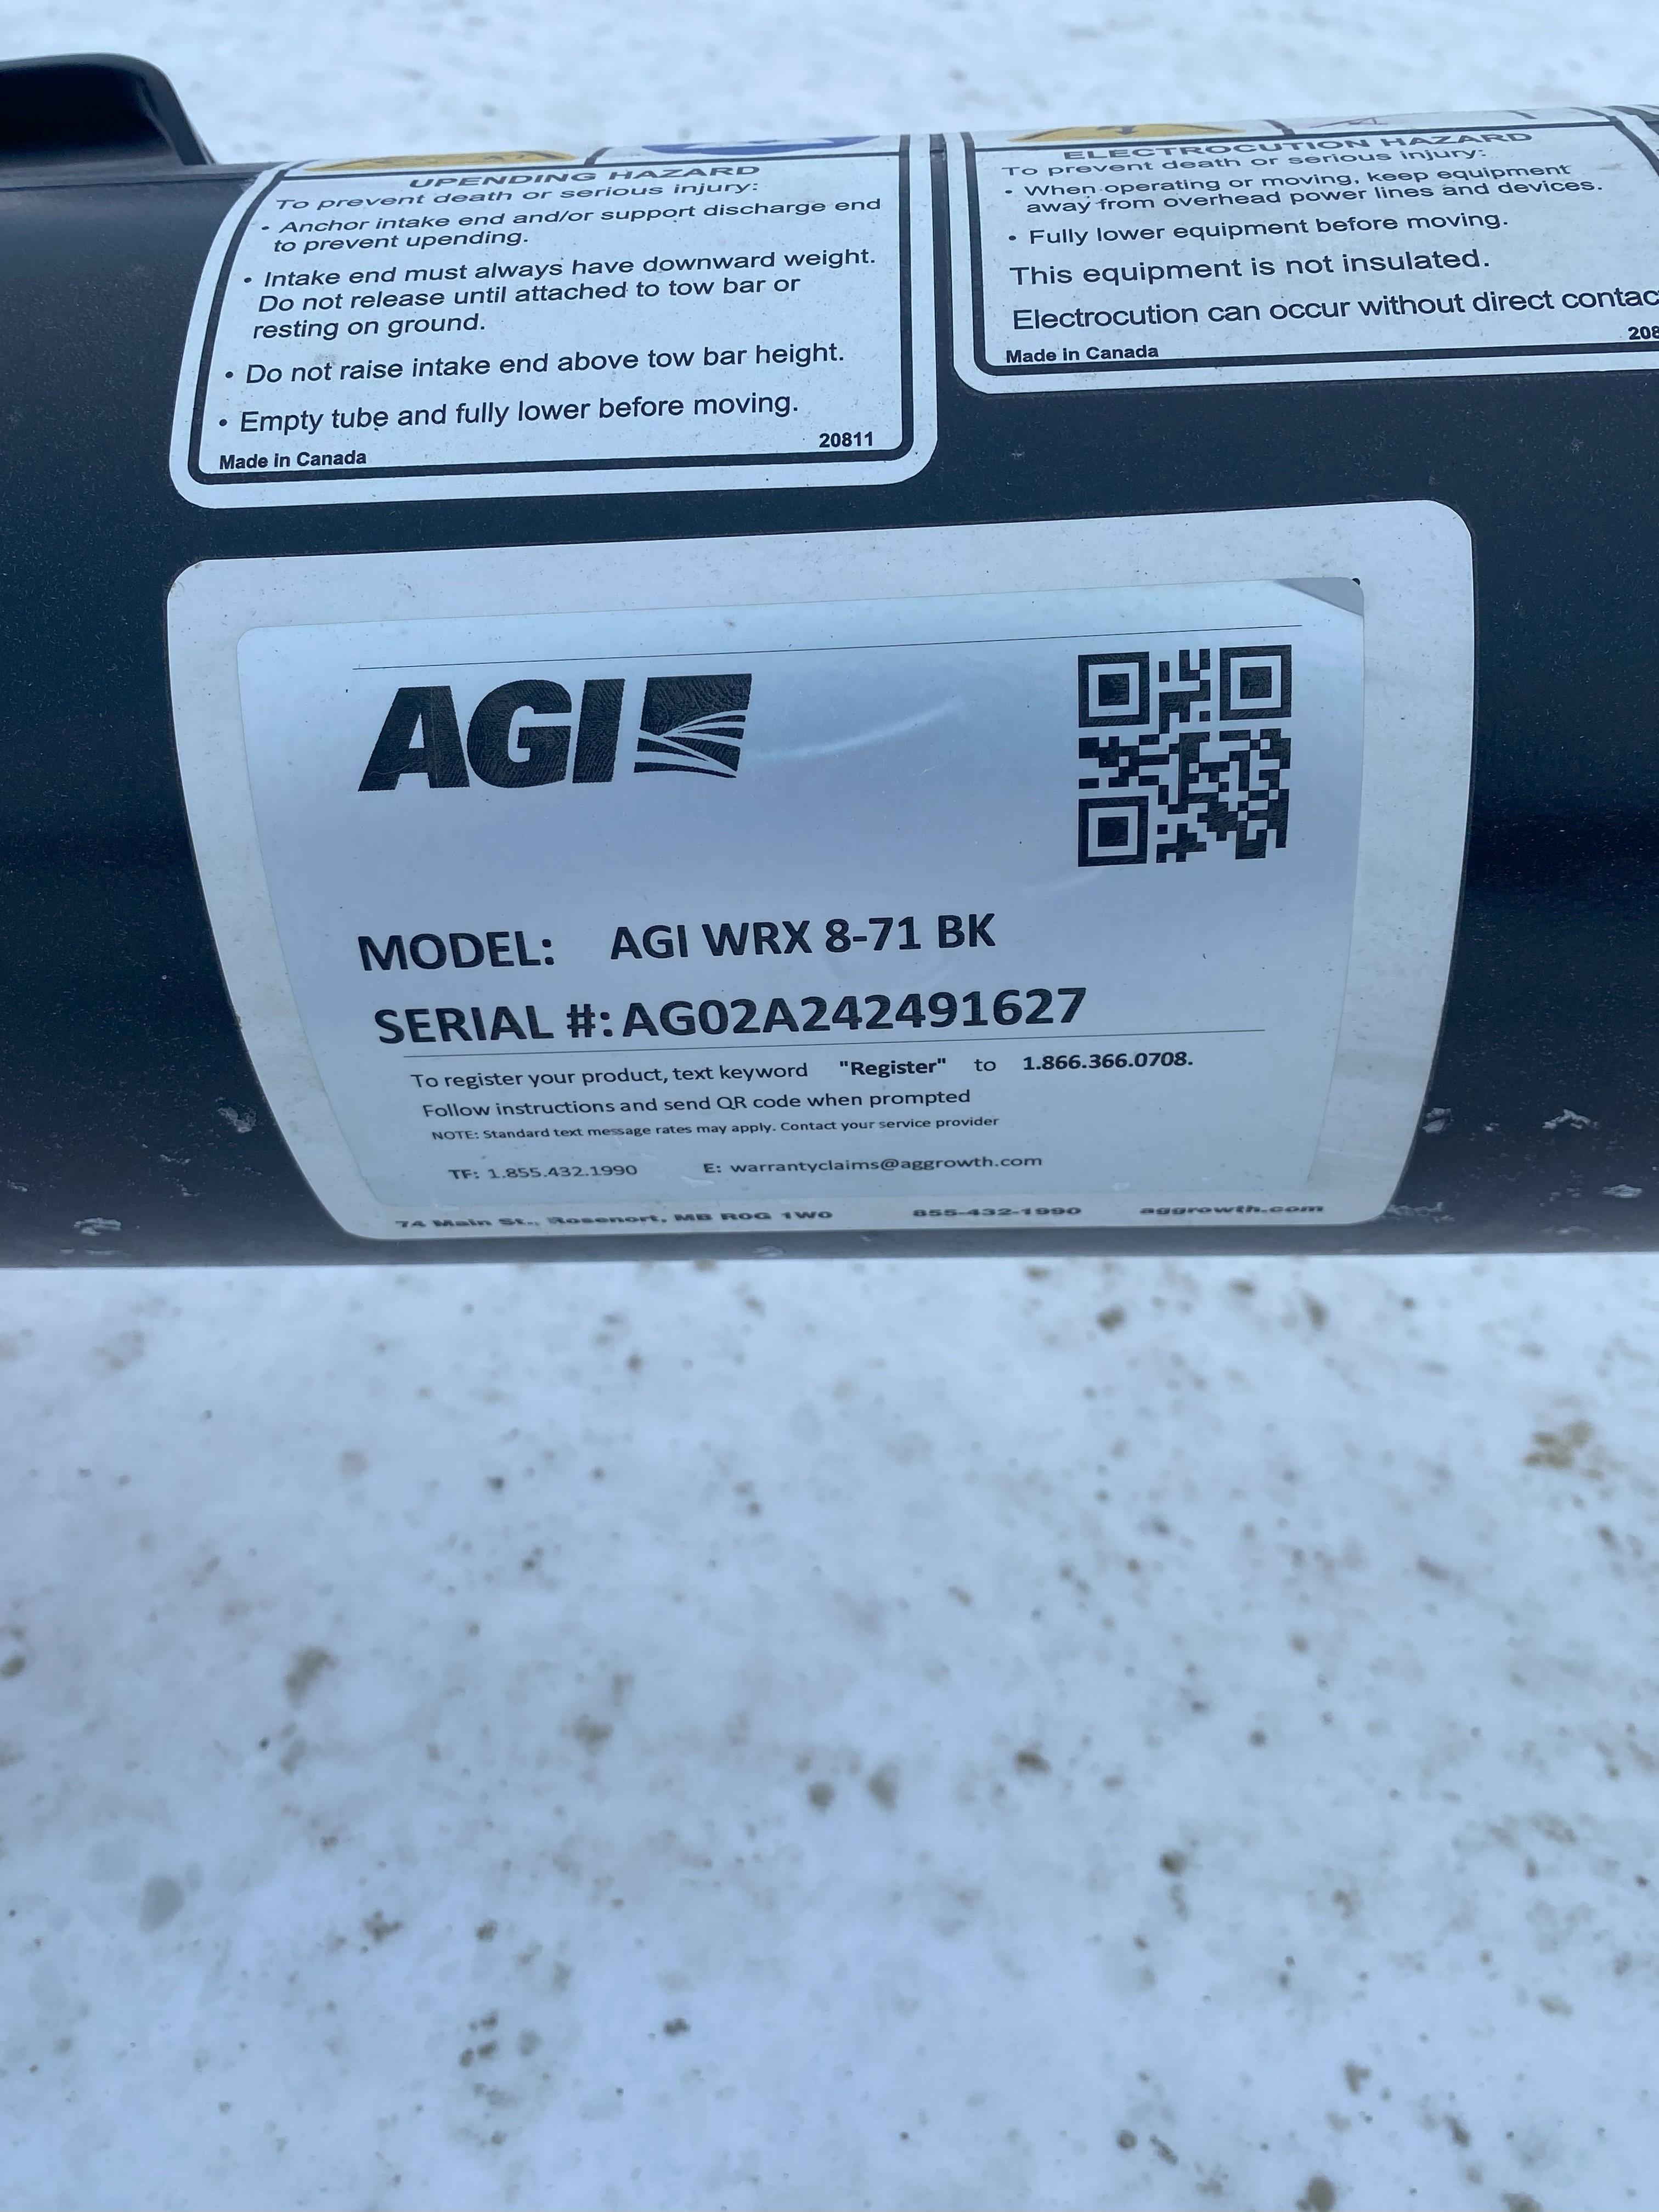 UPENDING HAZARD
To prevent death or serious injury:
• Anchor intake end and/or support discharge end
to prevent upending.
• Intake end must always have downward weight.
Do not release until attached to tow bar or
resting on ground.
• Do not raise intake end above tow bar height.
• Empty tube and fully lower before moving.
20811
Made in Canada
ELECTROCUTION HAZARD
To prevent death or serious injury:
• When operating or moving, keep equipment
away from overhead power lines and devices.
• Fully lower equipment before moving.
This equipment is not insulated.
Electrocution can occur without direct
Made in Canada
AGI
MODEL: AGI WRX 8-71 BK
SERIAL #: AG02A242491627
To register your product, text keyword "Register" to 1.866.366.0708.
Follow instructions and send QR code when prompted
NOTE: Standard text message rates may apply. Contact your service provider
TF: 1.855.432.1990 E: warrantyclaims@aggrowth.com
74 Main St., Rosenort, MB R0G 1W0 855-432-1990 aggrowth.com